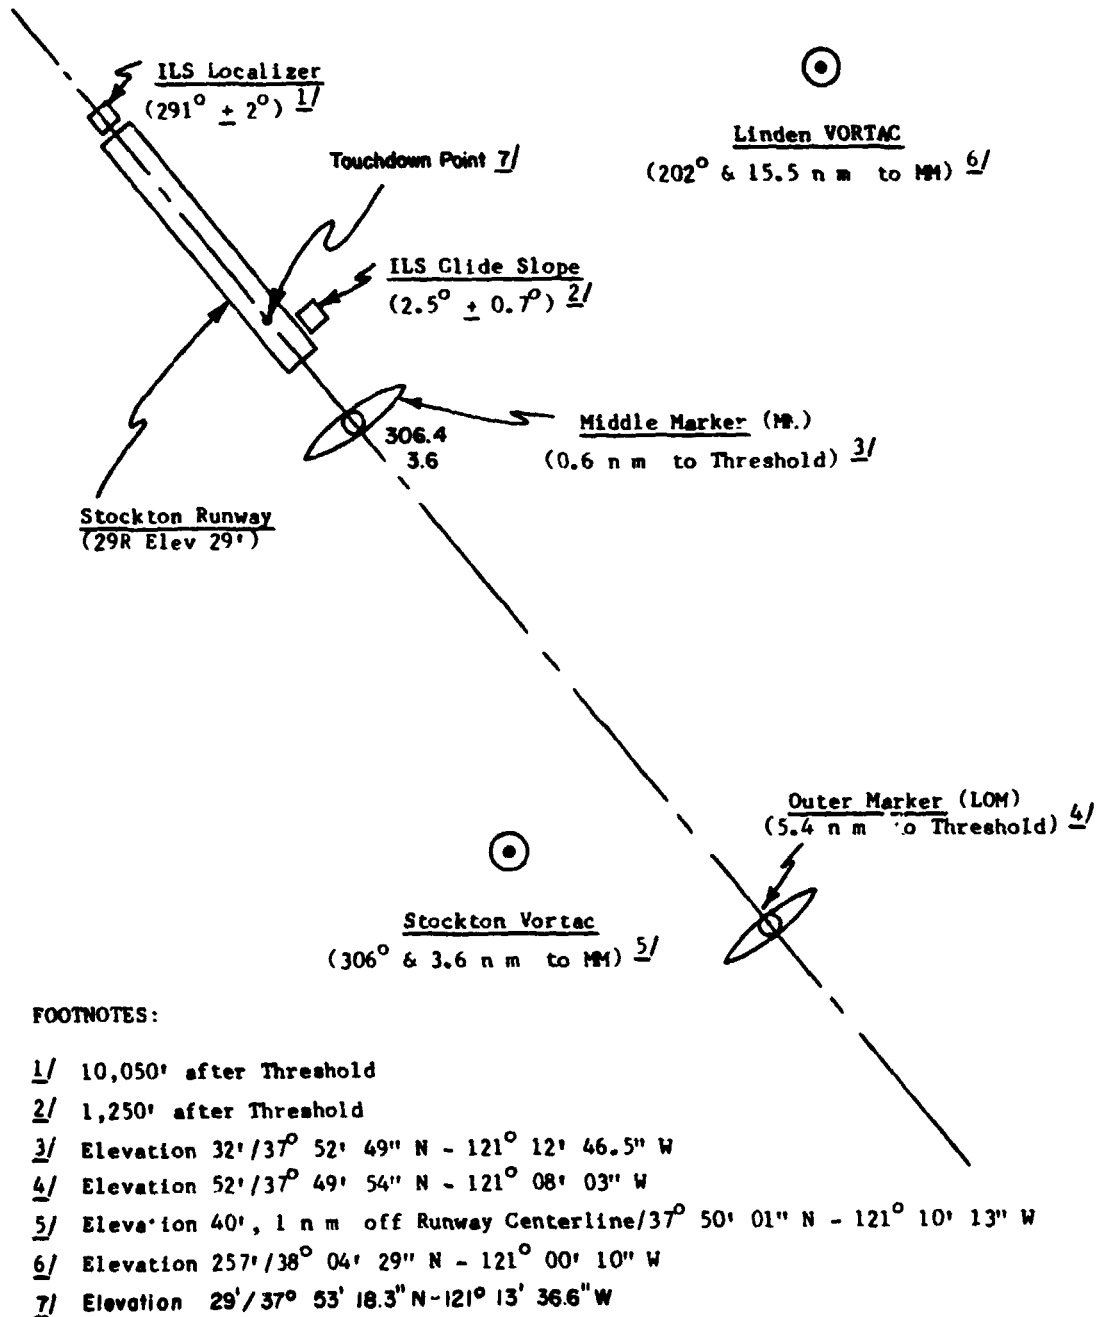 ILS Localizer
(291° ± 2°) 1/
Linden VORTAC
(202° & 15.5 n m to MM) 6/
Touchdown Point 7/
ILS Glide Slope
(2.5° ± 0.7°) 2/
306.4
3.6
Middle Marker
(0.6 n m to Threshold) 3/
Stockton Runway
(29R Elev 29')
Outer Marker (LOM)
(5.4 n m to Threshold) 4/
Stockton Vortac
(306° & 3.6 n m to MM) 5/
FOOTNOTES:
1/ 10,050' after Threshold
2/ 1,250' after Threshold
3/ Elevation 32'/37° 52' 49" N - 121° 12' 46.5" W
4/ Elevation 52'/37° 49' 54" N - 121° 08' 03" W
5/ Elevation 40', 1 n m off Runway Centerline/37° 50' 01" N - 121° 10' 13" W
6/ Elevation 257'/38° 04' 29" N - 121° 00' 10" W
7/ Elevation 29'/37° 53' 18.3" N-121° 13' 36.6" W